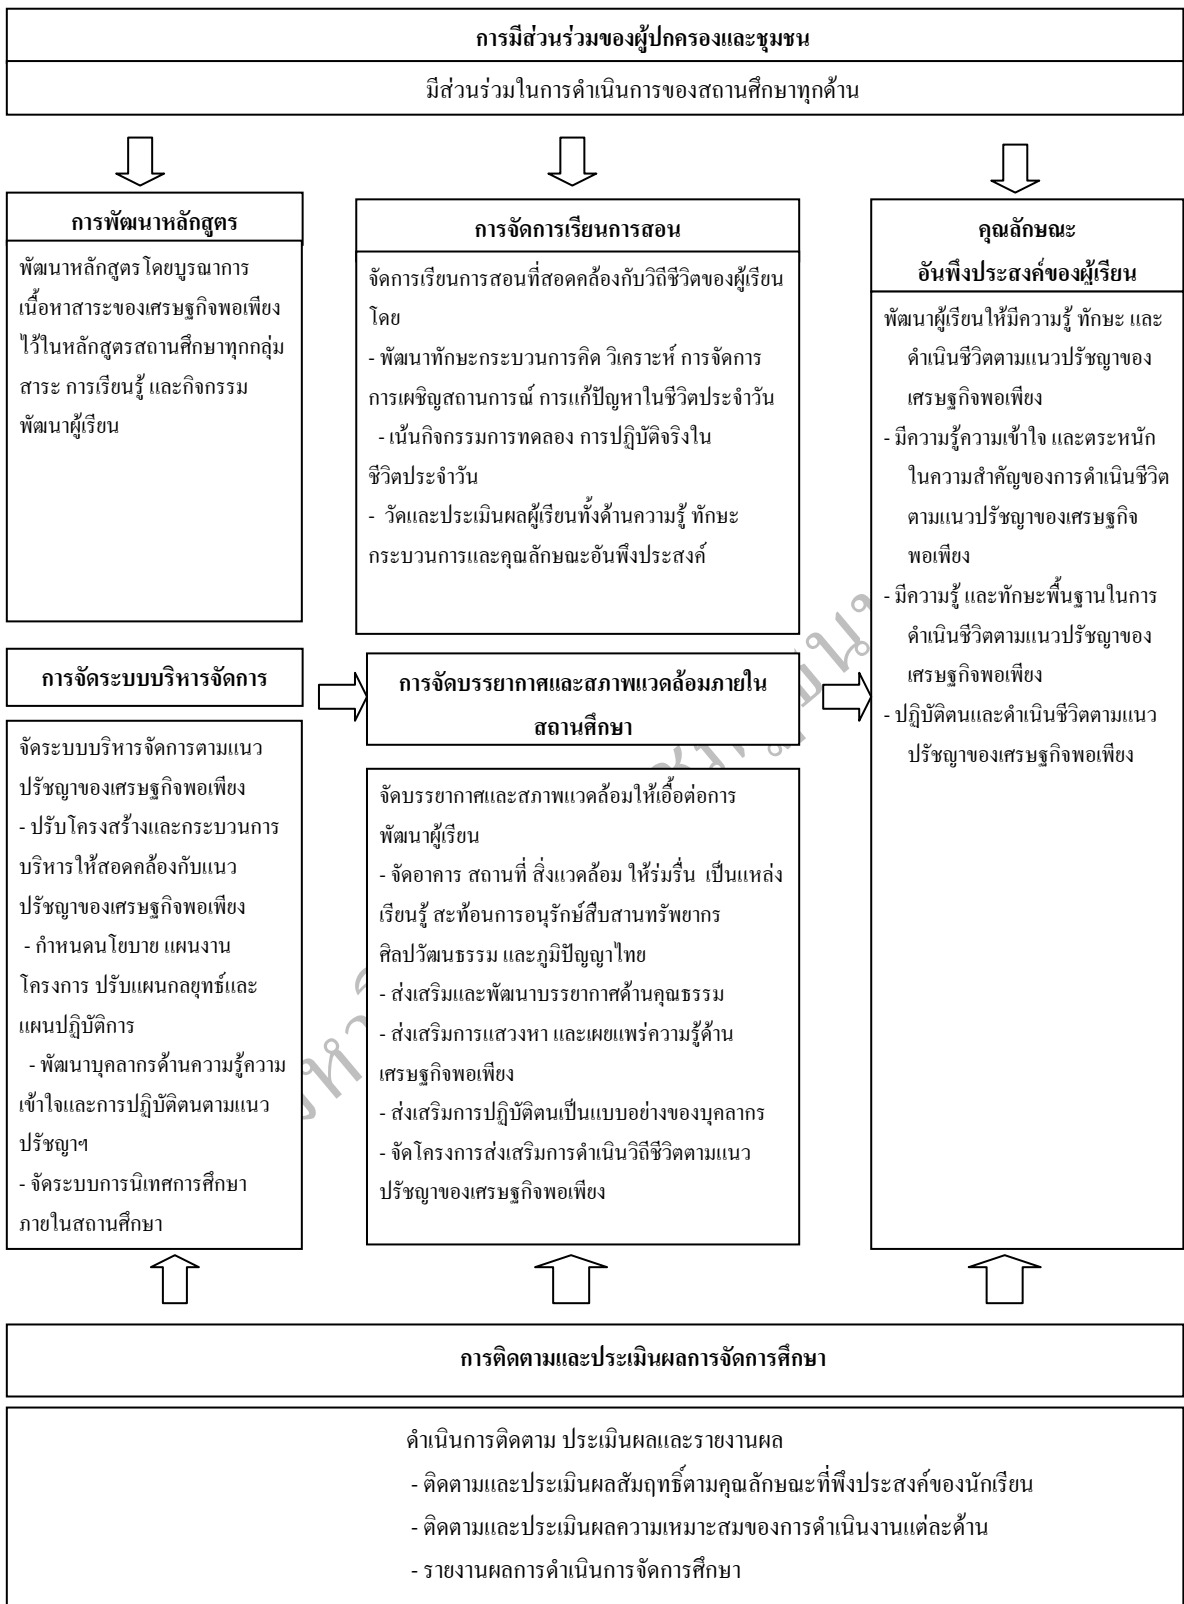 การมีส่วนร่วมของผู้ปกครองและชุมชน
มีส่วนร่วมในการดำเนินการของสถานศึกษาทุกด้าน
การพัฒนาหลักสูตร
พัฒนาหลักสูตรโดยบูรณาการ
เนื้อหาสาระของเศรษฐกิจพอเพียง
ไว้ในหลักสูตรสถานศึกษาทุกกลุ่ม
สาระ การเรียนรู้ และกิจกรรม
พัฒนาผู้เรียน
การจัดการเรียนการสอน
จัดการเรียนการสอนที่สอดคล้องกับวิถีชีวิตของผู้เรียน
โดย
- พัฒนาทักษะกระบวนการคิด วิเคราะห์ การจัดการ
การเผชิญสถานการณ์ การแก้ปัญหาในชีวิตประจำวัน
- เน้นกิจกรรมการทดลอง การปฏิบัติจริงใน
ชีวิตประจำวัน
- วัดและประเมินผลผู้เรียนทั้งด้านความรู้ ทักษะ
กระบวนการและคุณลักษณะอันพึงประสงค์
คุณลักษณะ
อันพึงประสงค์ของผู้เรียน
พัฒนาผู้เรียนให้มีความรู้ ทักษะ และ
ดำเนินชีวิตตามแนวปรัชญาของ
เศรษฐกิจพอเพียง
- มีความรู้ความเข้าใจ และตระหนัก
ในความสำคัญของการดำเนินชีวิต
ตามแนวปรัชญาของเศรษฐกิจ
พอเพียง
- มีความรู้ และทักษะพื้นฐานในการ
ดำเนินชีวิตตามแนวปรัชญาของ
เศรษฐกิจพอเพียง
- ปฏิบัติตนและดำเนินชีวิตตามแนว
ปรัชญาของเศรษฐกิจพอเพียง
การจัดระบบบริหารจัดการ
จัดระบบบริหารจัดการตามแนว
ปรัชญาของเศรษฐกิจพอเพียง
- ปรับโครงสร้างและกระบวนการ
บริหารให้สอดคล้องกับแนว
ปรัชญาของเศรษฐกิจพอเพียง
- กำหนดนโยบาย แผนงาน
โครงการ ปรับแผนกลยุทธ์และ
แผนปฏิบัติการ
- พัฒนาบุคลากรด้านความรู้ความ
เข้าใจและการปฏิบัติตนตามแนว
ปรัชญาฯ
- จัดระบบการนิเทศการศึกษา
ภายในสถานศึกษา
การจัดบรรยากาศและสภาพแวดล้อมภายใน
สถานศึกษา
จัดบรรยากาศและสภาพแวดล้อมให้เอื้อต่อการ
พัฒนาผู้เรียน
- จัดอาคาร สถานที่ สิ่งแวดล้อม ให้ร่มรื่น เป็นแหล่ง
เรียนรู้ สะท้อนการอนุรักษ์สืบสานทรัพยากร
ศิลปวัฒนธรรม และภูมิปัญญาไทย
- ส่งเสริมและพัฒนาบรรยากาศด้านคุณธรรม
- ส่งเสริมการแสวงหา และเผยแพร่ความรู้ด้าน
เศรษฐกิจพอเพียง
- ส่งเสริมการปฏิบัติตนเป็นแบบอย่างของบุคลากร
- จัดโครงการส่งเสริมการดำเนินวิถีชีวิตตามแนว
ปรัชญาของเศรษฐกิจพอเพียง
การติดตามและประเมินผลการจัดการศึกษา
ดำเนินการติดตาม ประเมินผลและรายงานผล
- ติดตามและประเมินผลสัมฤทธิ์ตามคุณลักษณะที่พึงประสงค์ของนักเรียน
- ติดตามและประเมินผลความเหมาะสมของการดำเนินงานแต่ละด้าน
- รายงานผลการดำเนินการจัดการศึกษา